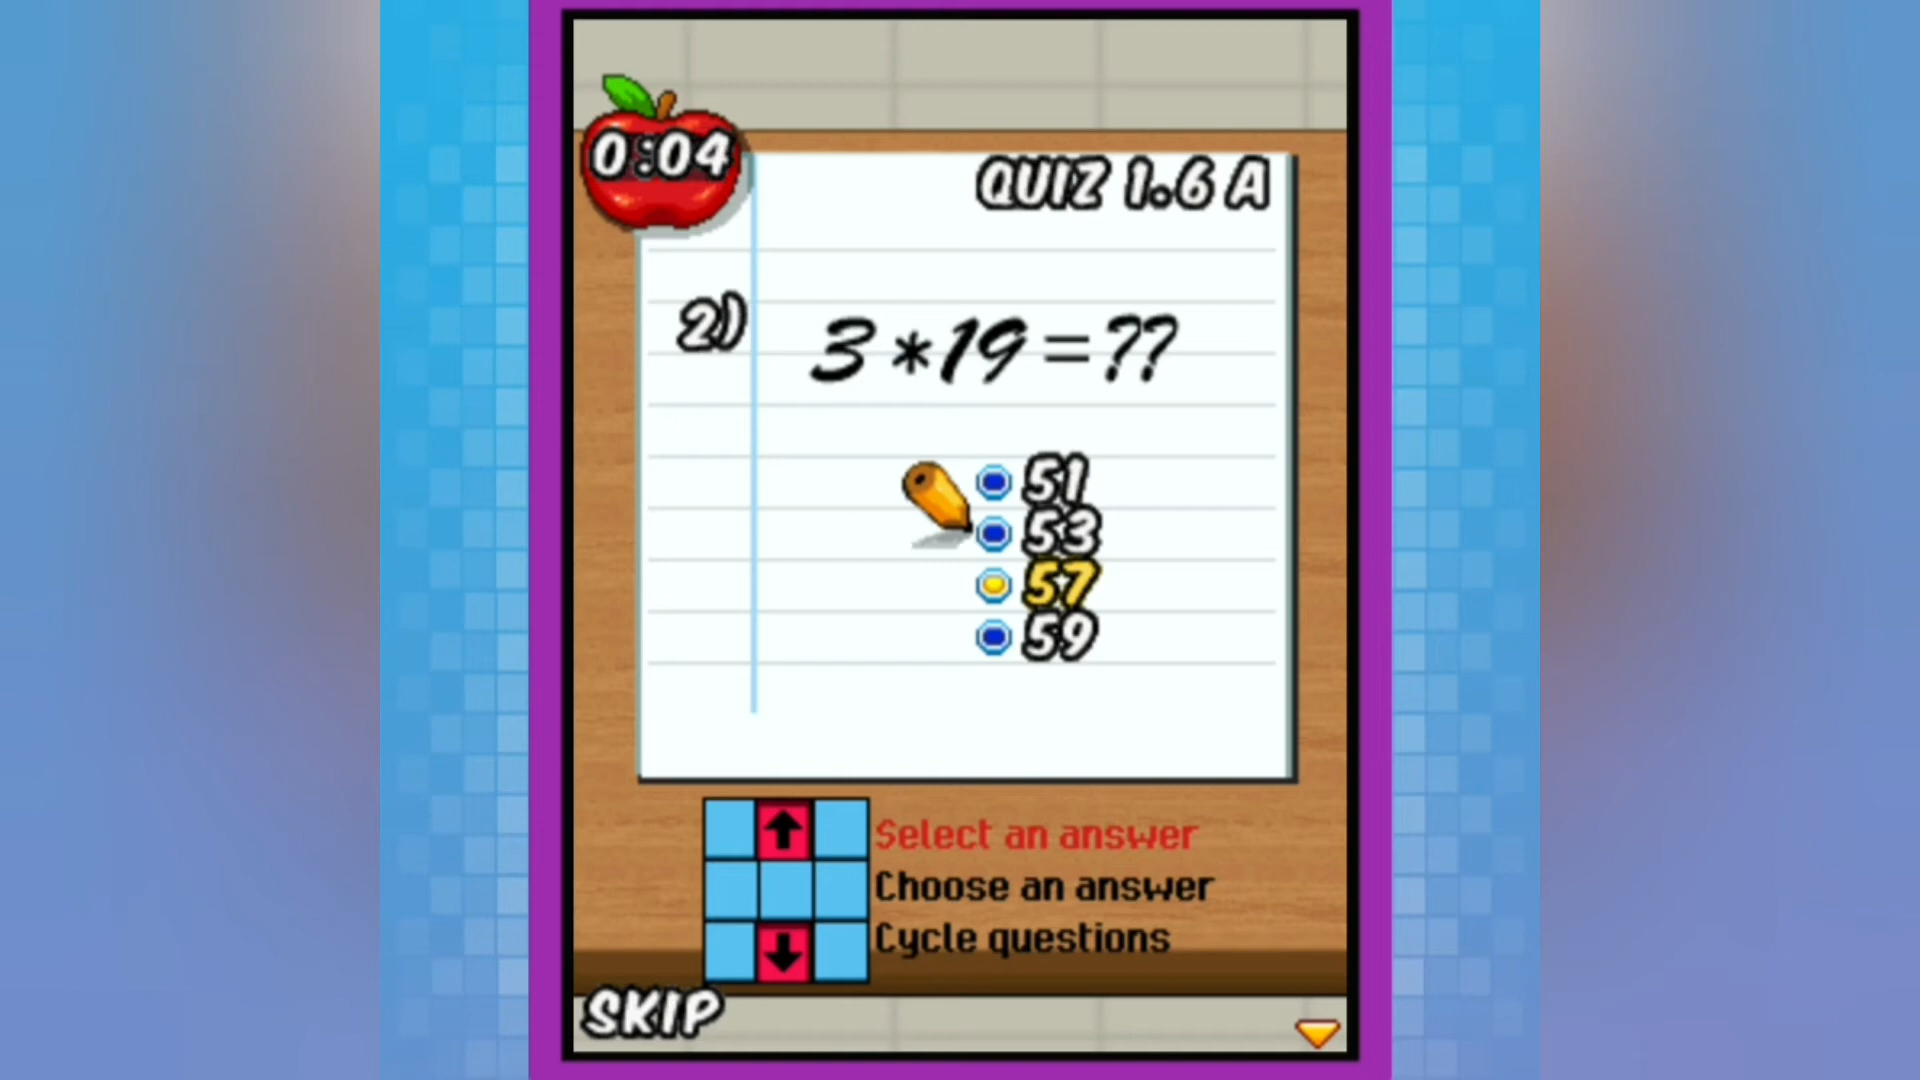 0:04
QUIZ 1.6 A
2)
3 * 19 = ??
51
53
57
59
Select an answer
Choose an answer
Cycle questions
SKIP